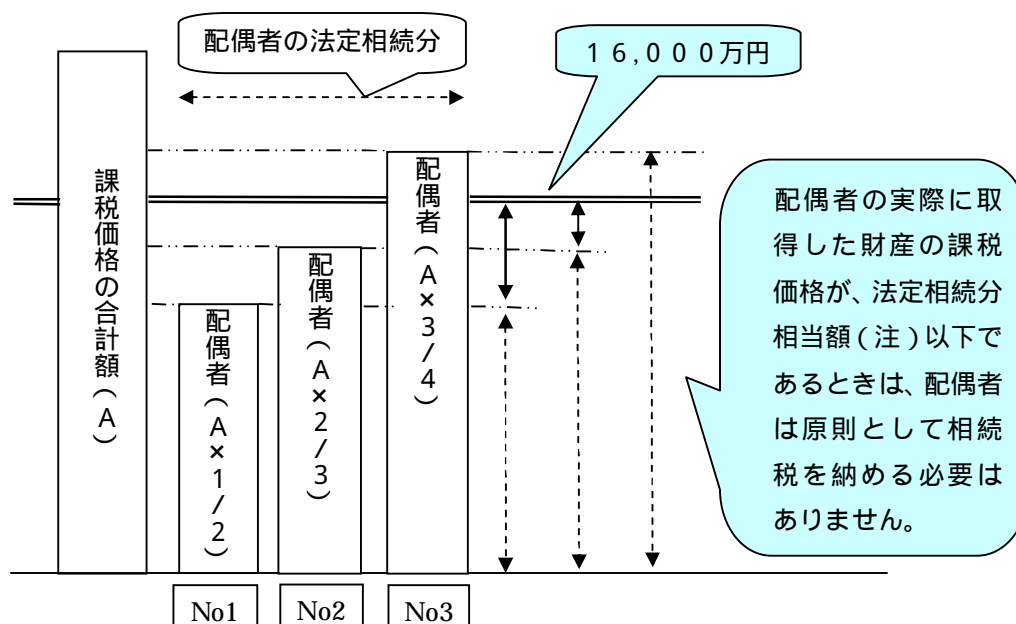 配偶者の法定相続分
１６,０００万円
課税価格の合計額(A)
配偶者(A×1/2)
配偶者(A×2/3)
配偶者(A×3/4)
配偶者の実際に取
得した財産の課税
価格が、法定相続分
相当額(注)以下で
あるときは、配偶者
は原則として相続
税を納める必要は
ありません。
No1
No2
No3